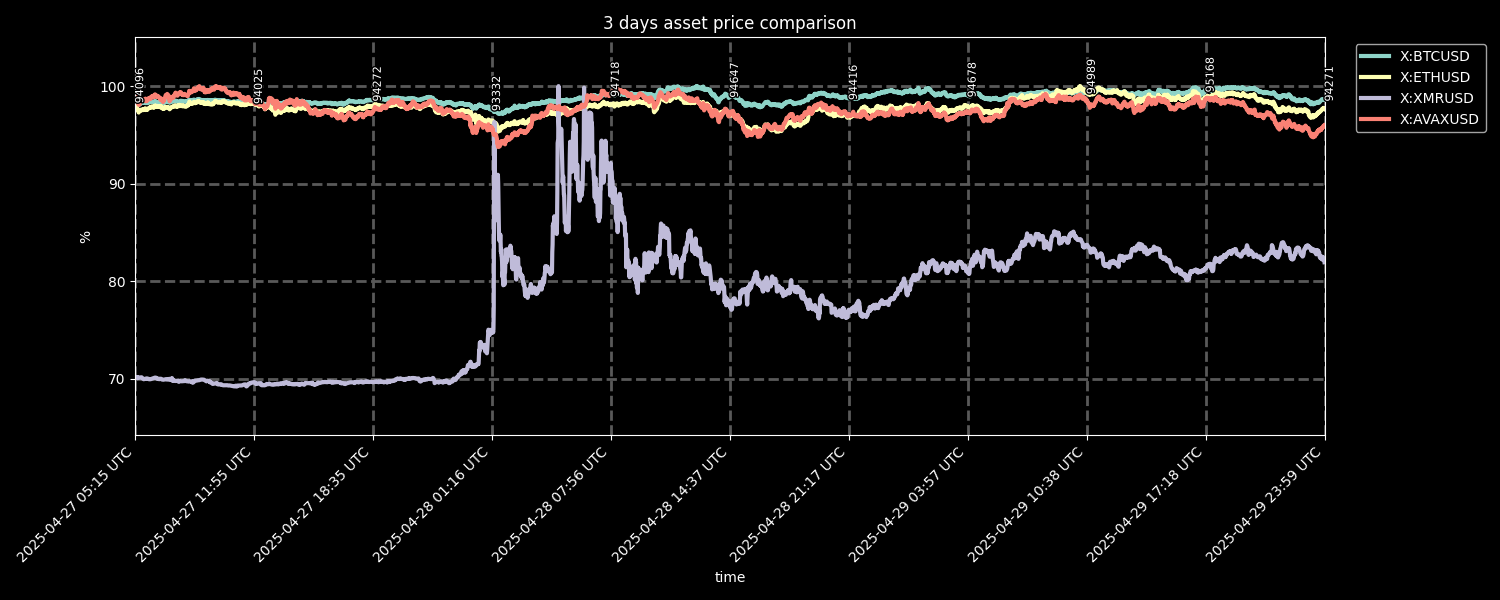 3 days asset price comparison
X:BTCUSD
X:ETHUSD
X:XMRUSD
X:AVAXUSD
94096
94025
94272
93332
94718
94647
94416
94678
94989
95168
94271
100
90
80
70
%
2025-04-27 05:15 UTC
2025-04-27 11:55 UTC
2025-04-27 18:35 UTC
2025-04-28 01:16 UTC
2025-04-28 07:56 UTC
2025-04-28 14:37 UTC
2025-04-28 21:17 UTC
2025-04-29 03:57 UTC
2025-04-29 10:38 UTC
2025-04-29 17:18 UTC
2025-04-29 23:59 UTC
time